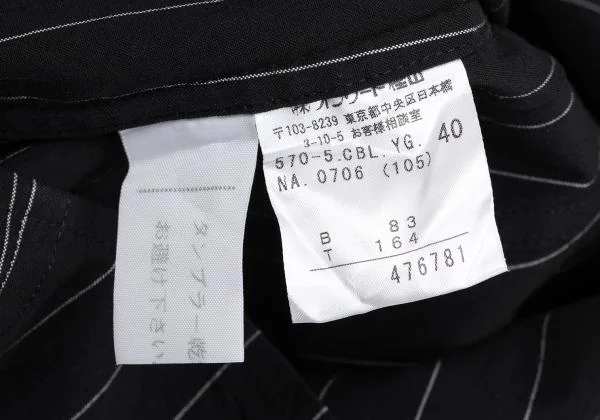 ㈱オンワード樫山
〒103-8239 東京都中央区日本橋
3-10-5 お客様相談室
570-5.CBL.YG. 40
NA. 0706 (105)
B 83
T 164
476781
タンブラー乾
お避け下さい